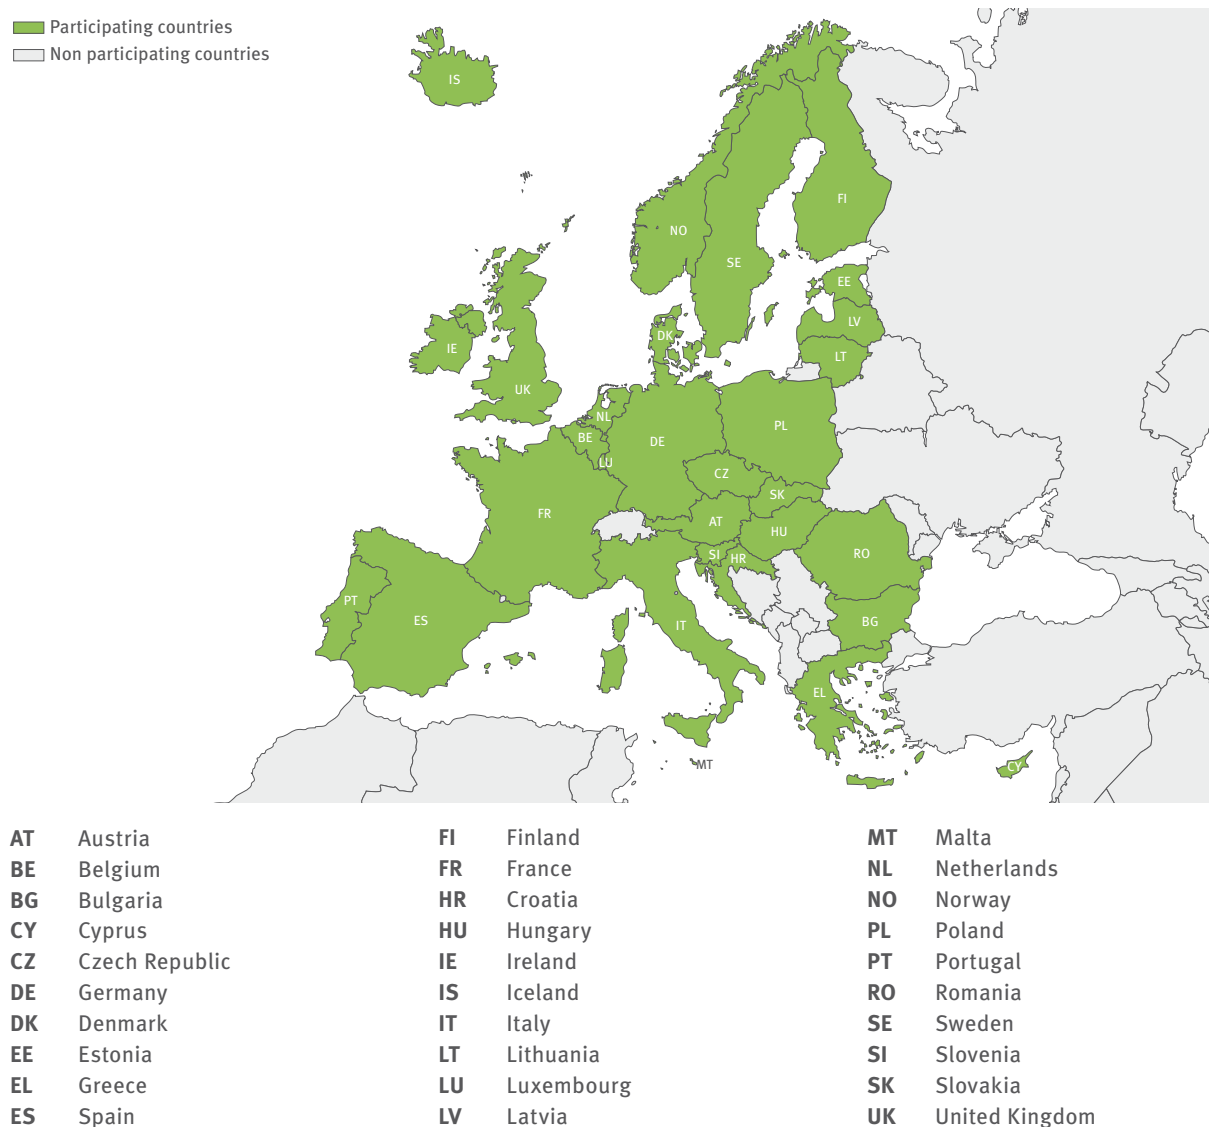 Participating countries
Non participating countries
IS
FI
NO
SE
EE
LV
DK
LT
IE
UK
NL
PL
BE
DE
LU
CZ
SK
FR
AT
HU
SI
HR
RO
PT
ES
IT
BG
EL
MT
CY
AT Austria
BE Belgium
BG Bulgaria
CY Cyprus
CZ Czech Republic
DE Germany
DK Denmark
EE Estonia
EL Greece
ES Spain
FI Finland
FR France
HR Croatia
HU Hungary
IE Ireland
IS Iceland
IT Italy
LT Lithuania
LU Luxembourg
LV Latvia
MT Malta
NL Netherlands
NO Norway
PL Poland
PT Portugal
RO Romania
SE Sweden
SI Slovenia
SK Slovakia
UK United Kingdom